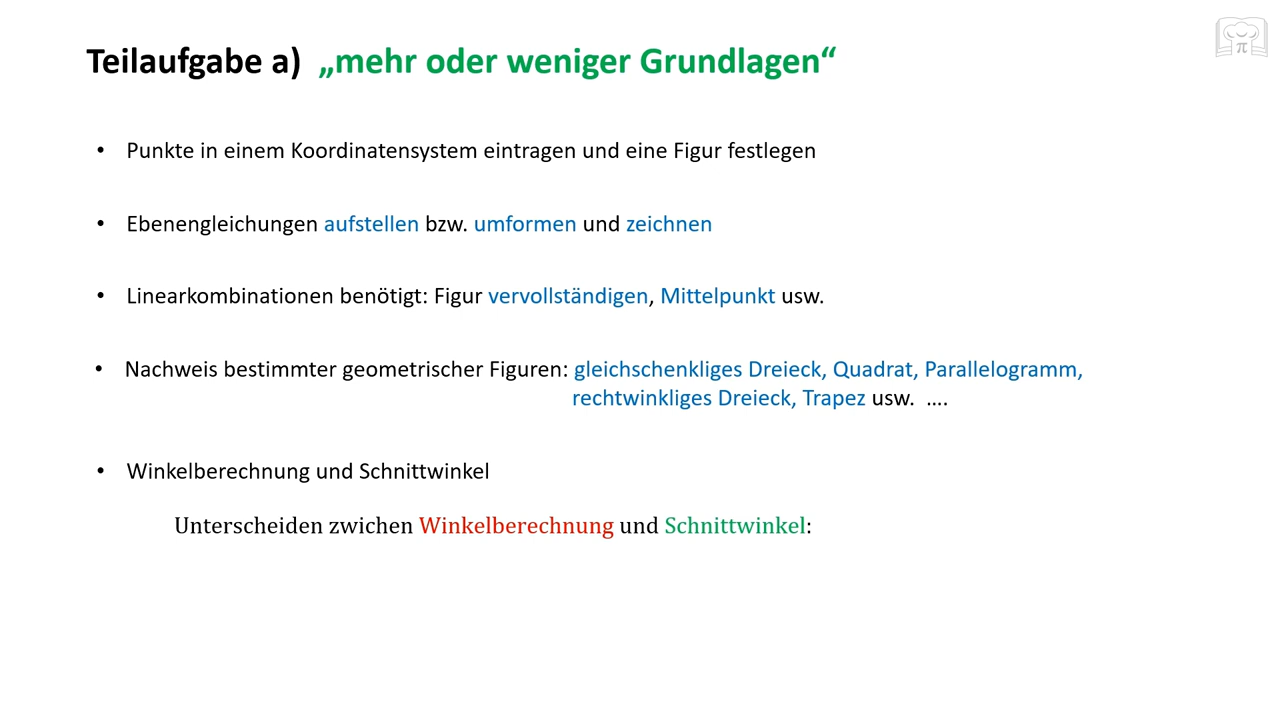 Teilaufgabe a) „mehr oder weniger Grundlagen“
• Punkte in einem Koordinatensystem eintragen und eine Figur festlegen
• Ebenengleichungen aufstellen bzw. umformen und zeichnen
• Linearkombinationen benötigt: Figur vervollständigen, Mittelpunkt usw.
• Nachweis bestimmter geometrischer Figuren: gleichschenkliges Dreieck, Quadrat, Parallelogramm,
rechtwinkliges Dreieck, Trapez usw. ….
• Winkelberechnung und Schnittwinkel
Unterscheiden zwichen Winkelberechnung und Schnittwinkel:
π